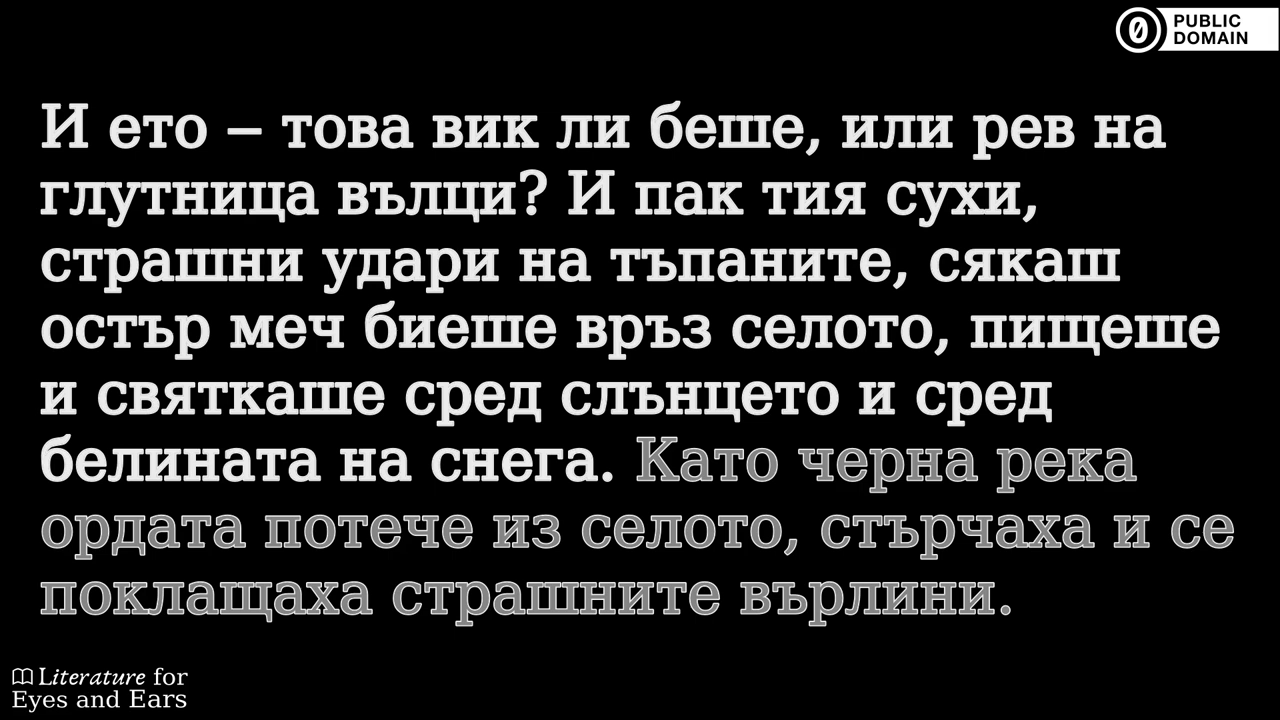 PUBLIC
DOMAIN
И ето – това вик ли беше, или рев на
глутница вълци? И пак тия сухи,
страшни удари на тъпаните, сякаш
остър меч биеше връз селото, пищеше
и святкаше сред слънцето и сред
белината на снега. Като черна река
ордата потече из селото, стърчаха и се
поклащаха страшните върлини.
Literature for
Eyes and Ears